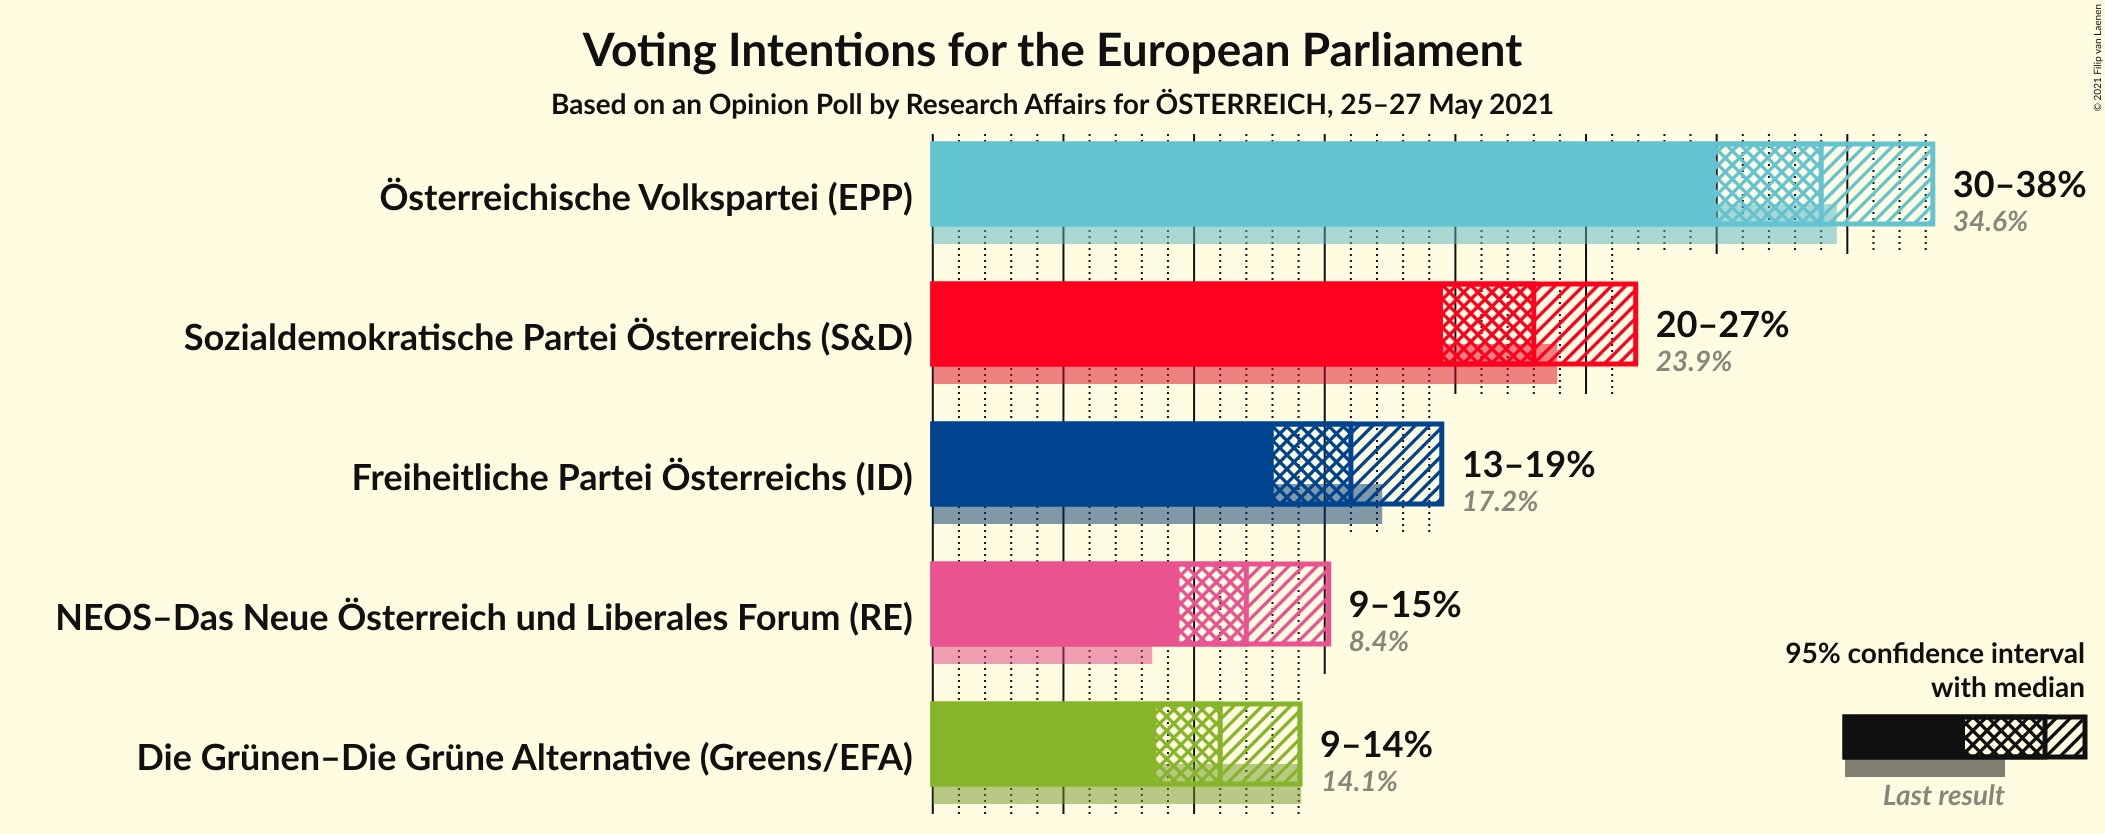 Voting Intentions for the European Parliament
Based on an Opinion Poll by Research Affairs for ÖSTERREICH, 25–27 May 2021
© 2021 Filip van Laenen
Österreichische Volkspartei (EPP)
30–38%
34.6%
Sozialdemokratische Partei Österreichs (S&D)
20–27%
23.9%
Freiheitliche Partei Österreichs (ID)
13–19%
17.2%
NEOS–Das Neue Österreich und Liberales Forum (RE)
9–15%
8.4%
Die Grünen–Die Grüne Alternative (Greens/EFA)
9–14%
14.1%
95% confidence interval
with median
Last result